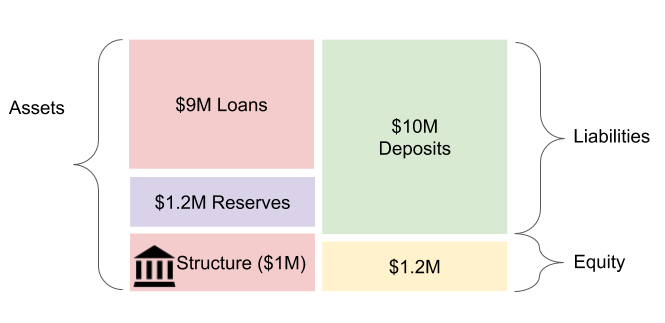 Assets
$9M Loans
$1.2M Reserves
Structure ($1M)
$10M
Deposits
$1.2M
Liabilities
Equity